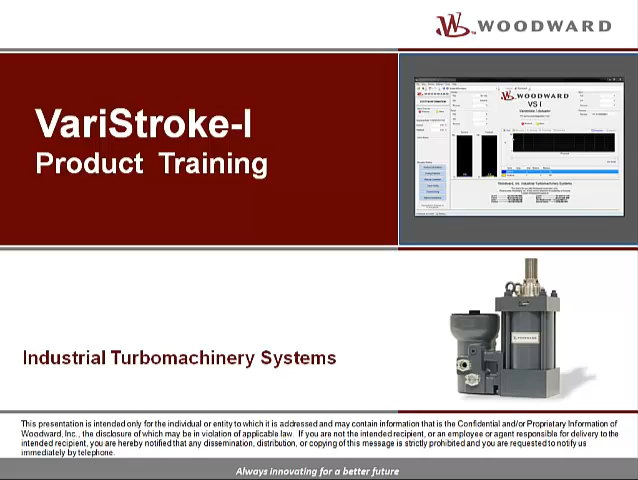 WOODWARD
VariStroke-I
Product Training
WOODWARD
VS I
Industrial Turbomachinery Systems
WOODWARD
This presentation is intended only for the individual or entity to which it is addressed and may contain information that is the Confidential and/or Proprietary Information of
Woodward, Inc., the disclosure of which may be in violation of applicable law. If you are not the intended recipient, or an employee or agent responsible for delivery to the
intended recipient, you are hereby notified that any dissemination, distribution, or copying of this message is strictly prohibited and you are requested to notify us
immediately by telephone.
Always innovating for a better future